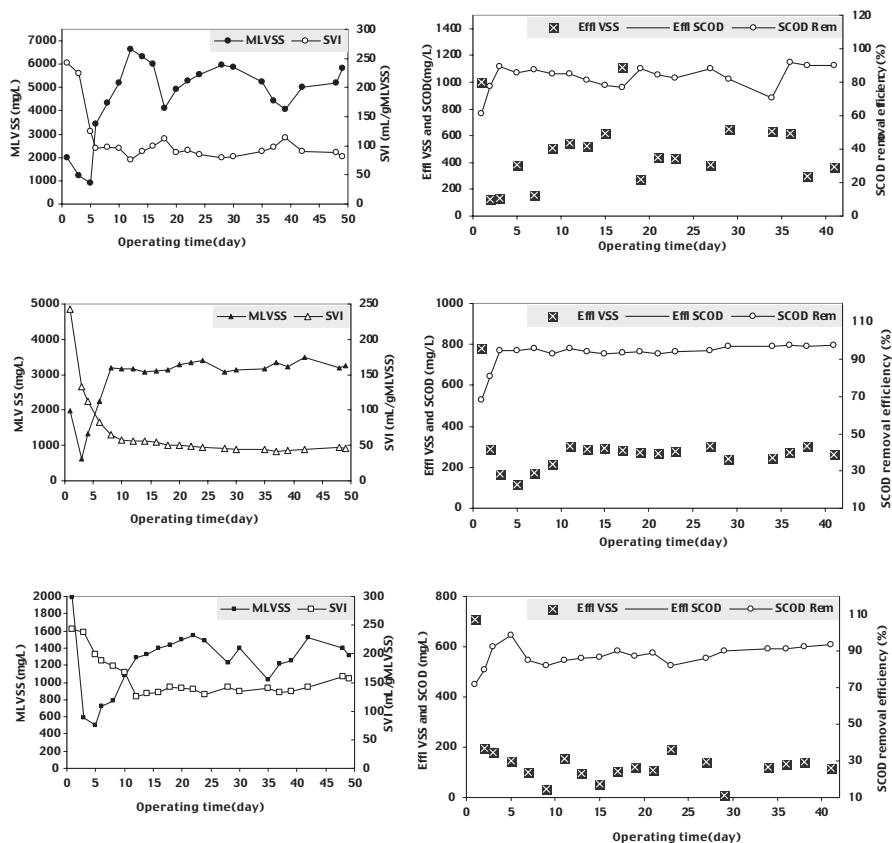 MLVSS SVI
7000
6000
5000
4000
3000
2000
1000
0
300
250
200
150
100
50
0
MLVSS (mg/L)
SVI (mL/gMLVSS)
0 5 10 15 20 25 30 35 40 45 50
Operating time(day)
Effl VSS Effl SCOD SCOD Rem
1400
1200
1000
800
600
400
200
0
120
100
80
60
40
20
0
Effl VSS and SCOD(mg/L)
SCOD removal efficiency (%)
0 5 10 15 20 25 30 35 40
Operating time(day)
MLVSS SVI
5000
4000
3000
2000
1000
0
250
200
150
100
50
0
MLVSS (mg/L)
SVI (mL/gMLVSS)
0 5 10 15 20 25 30 35 40 45 50
Operating time(day)
Effl VSS Effl SCOD SCOD Rem
1000
800
600
400
200
0
110
90
70
50
30
10
Effl VSS and SCOD (mg/L)
SCOD removal efficiency (%)
0 5 10 15 20 25 30 35 40
Operating time(day)
MLVSS SVI
2000
1800
1600
1400
1200
1000
800
600
400
200
0
300
250
200
150
100
50
0
MLVSS (mg/L)
SVI (mL/gMLVSS)
0 5 10 15 20 25 30 35 40 45 50
Operating time(day)
Effl VSS Effl SCOD SCOD Rem
800
600
400
200
0
110
90
70
50
30
10
Effl VSS and SCOD (mg/L)
SCOD removal efficiency (%)
0 5 10 15 20 25 30 35 40
Operating time(day)